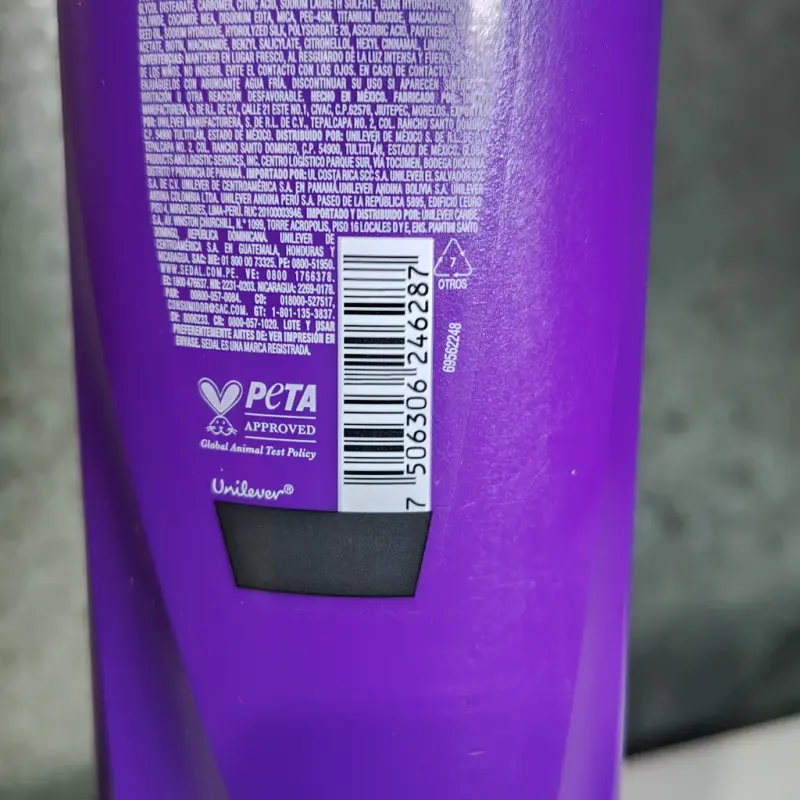 GLYCOL DISTEARATE, CARBOMER, CITRIC ACID, SODIUM LAURETH SULFATE, GUAR HYDROXYPROP
CHLORIDE, COCAMIDE MEA, DISODIUM EDTA, MICA, PEG-45M, TITANIUM DIOXIDE, MACADAMIA
SEED OIL, SODIUM HYDROXIDE, HYDROLYZED SILK, POLYSORBATE 20, ASCORBIC ACID, PANTHENO
ACETATE, BIOTIN, NIACINAMIDE, BENZYL SALICYLATE, CITRONELLOL, HEXYL CINNAMAL, LIMONE
ADVERTENCIAS: MANTENER EN LUGAR FRESCO, AL RESGUARDO DE LA LUZ INTENSA Y FUERA
DE LOS NIÑOS. NO INGERIR. EVITE EL CONTACTO CON LOS OJOS. EN CASO DE CONTACTO
ENJUÁGUELOS CON ABUNDANTE AGUA FRÍA. DISCONTINUAR SU USO SI APARECEN
IRRITACIÓN U OTRA REACCIÓN DESFAVORABLE. HECHO EN MÉXICO. FABRICADO POR:
MANUFACTURERA, S. DE R.L. DE C.V., CALLE 21 ESTE NO.1, CIVAC, C.P.62578, JIUTEPEC, MORELOS.
POR: UNILEVER MANUFACTURERA, S. DE R.L. DE C.V., TEPALCAPA NO. 2, COL. RANCHO SANTO DOMINGO
C.P. 54900 TULTITLÁN, ESTADO DE MÉXICO. DISTRIBUIDO POR: UNILEVER DE MÉXICO S. DE R.L.
TEPALCAPA NO. 2, COL. RANCHO SANTO DOMINGO, C.P. 54900, TULTITLÁN, ESTADO DE MÉXICO. GLOBAL
PRODUCTS AND LOGISTIC SERVICES, INC. CENTRO LOGÍSTICO PARQUE SUR, VÍA TOCUMEN, BODEGA DICARINA
DISTRITO Y PROVINCIA DE PANAMÁ. IMPORTADO POR: UL COSTA RICA SCC S.A. UNILEVER EL SALVADOR SCC
S.A. DE C.V. UNILEVER DE CENTROAMÉRICA S.A. EN PANAMÁ.UNILEVER ANDINA BOLIVIA S.A. UNILEVER
ANDINA COLOMBIA LTDA. UNILEVER ANDINA PERÚ S.A. PASEO DE LA REPÚBLICA 5895, EDIFICIO LEURO
PISO 4, MIRAFLORES, LIMA-PERÚ. RUC 20100033946. IMPORTADO Y DISTRIBUIDO POR: UNILEVER CARIBE
S.A. AV. WINSTON CHURCHILL, N.° 1099, TORRE ACROPOLIS, PISO 16 LOCALES D Y E, ENS. PIANTINI SANTO
DOMINGO, REPÚBLICA DOMINICANA. UNILEVER DE
CENTROAMÉRICA S.A. EN GUATEMALA, HONDURAS Y
NICARAGUA. SAC: ME: 01 800 00 73325. PE: 0800-51950.
WWW.SEDAL.COM.PE. VE: 0800 1766378.
EC: 1800 476637. HN: 2231-0203. NICARAGUA: 2269-0178.
PAN: 00800-057-0084. CO: 018000-527517,
CONSUMIDOR@SAC.COM. GT: 1-801-135-3837.
SV: 8006233. CR: 0800-057-1020. LOTE Y USAR
PREFERENTEMENTE ANTES DE: VER IMPRESIÓN EN
ENVASE. SEDAL ES UNA MARCA REGISTRADA.
7
OTROS
7 506306 246287
69562248
PETA
APPROVED
Global Animal Test Policy
Unilever®